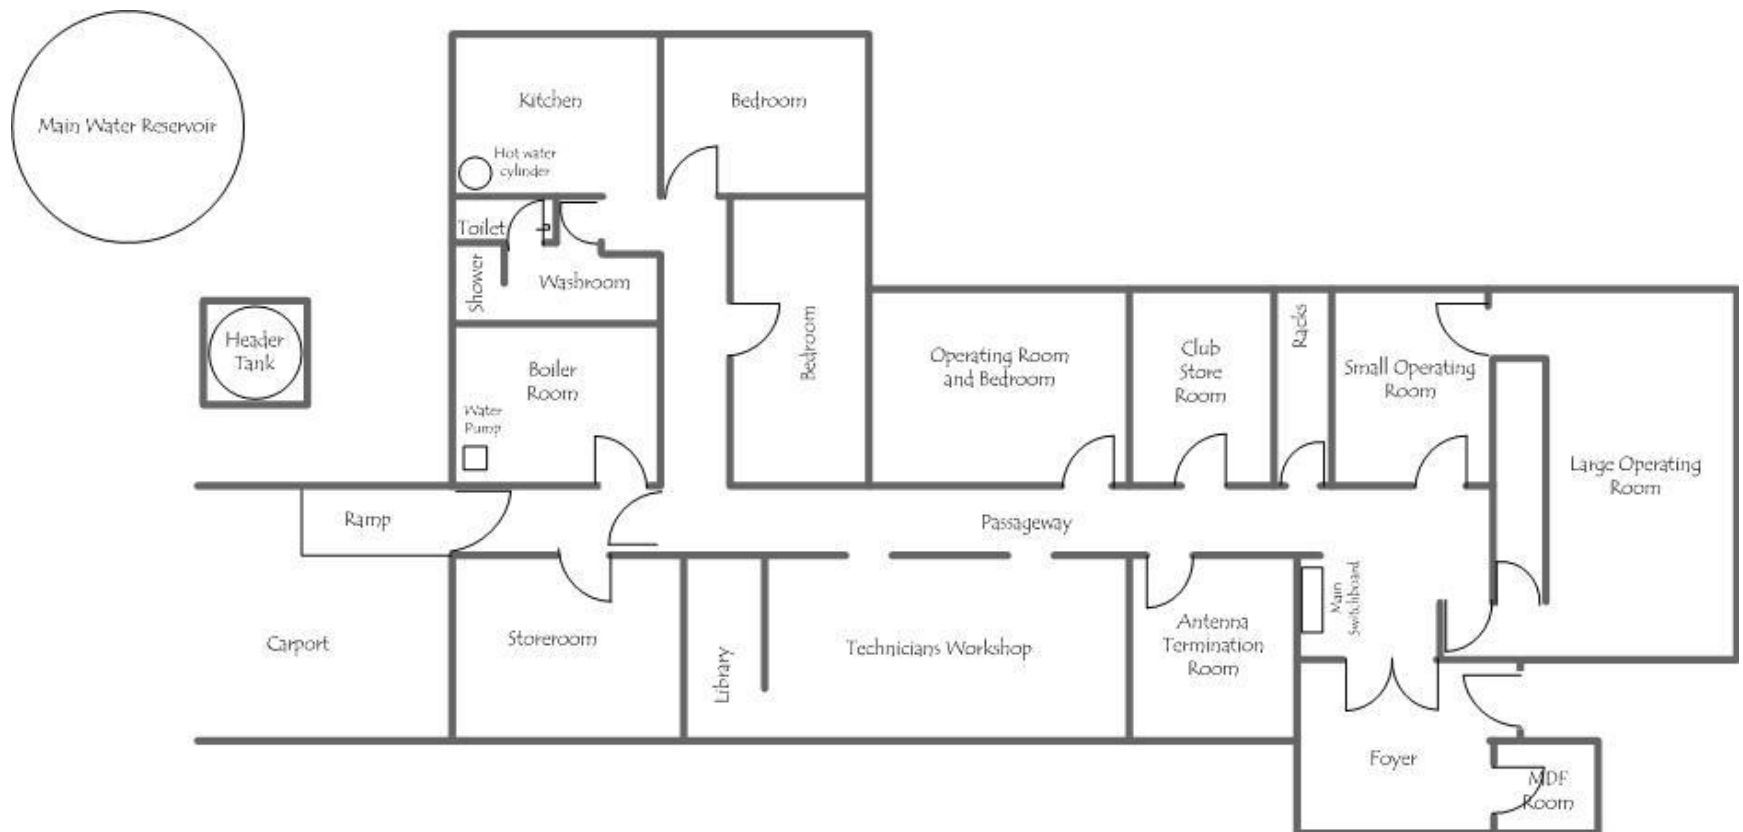 Main Water Reservoir
Kitchen
Bedroom
Hot water
cylinder
Toilet
Shower
Washroom
Header
Tank
Boiler
Room
Water
Pump
Bedroom
Operating Room
and Bedroom
Club
Store
Room
Racks
Small Operating
Room
Large Operating
Room
Ramp
Passageway
Carport
Storeroom
Library
Technicians Workshop
Antenna
Termination
Room
Main
Switchboard
Foyer
MDF
Room